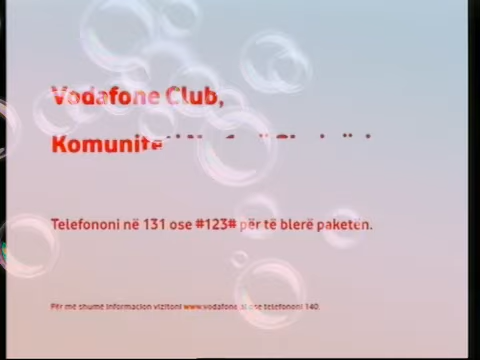 Vodafone Club,
Telefononi në 131 ose #123# për të blerë paketën.
Për më shumë informacion vizitoni www.vodafone.al ose telefononi 140.